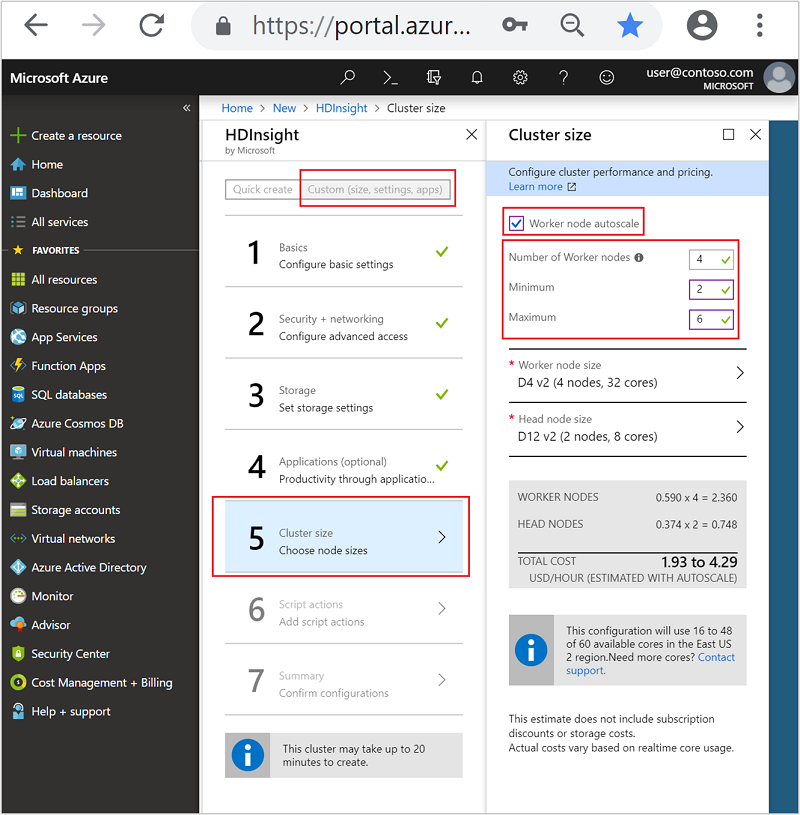 https://portal.azur...
Microsoft Azure
user@contoso.com
MICROSOFT
Create a resource
Home
Dashboard
All services
FAVORITES
All resources
Resource groups
App Services
Function Apps
SQL databases
Azure Cosmos DB
Virtual machines
Load balancers
Storage accounts
Virtual networks
Azure Active Directory
Monitor
Advisor
Security Center
Cost Management + Billing
Help + support
Home > New > HDInsight > Cluster size
HDInsight
by Microsoft
Quick create
Custom (size, settings, apps)
1
Basics
Configure basic settings
2
Security + networking
Configure advanced access
3
Storage
Set storage settings
4
Applications (optional)
Productivity through applicatio...
5
Cluster size
Choose node sizes
6
Script actions
Add script actions
7
Summary
Confirm configurations
This cluster may take up to 20
minutes to create.
Cluster size
Configure cluster performance and pricing.
Learn more
Worker node autoscale
Number of Worker nodes 4
Minimum 2
Maximum 6
* Worker node size
D4 v2 (4 nodes, 32 cores)
* Head node size
D12 v2 (2 nodes, 8 cores)
WORKER NODES 0.590 x 4 = 2.360
HEAD NODES 0.374 x 2 = 0.748
TOTAL COST 1.93 to 4.29
USD/HOUR (ESTIMATED WITH AUTOSCALE)
This configuration will use 16 to 48
of 60 available cores in the East US
2 region.Need more cores? Contact
support.
This estimate does not include subscription
discounts or storage costs.
Actual costs vary based on realtime core usage.